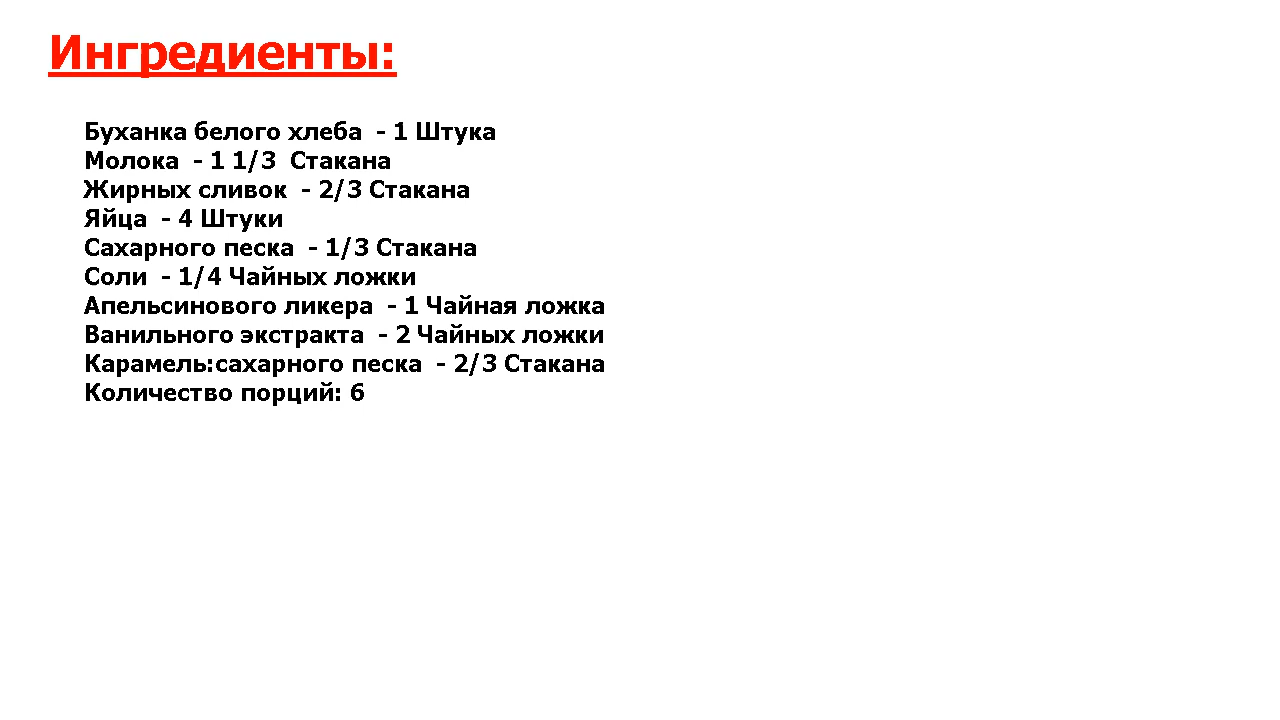 Ингредиенты:
Буханка белого хлеба  - 1 Штука
Молока  - 1 1/3  Стакана
Жирных сливок  - 2/3 Стакана
Яйца  - 4 Штуки
Сахарного песка  - 1/3 Стакана
Соли  - 1/4 Чайных ложки
Апельсинового ликера  - 1 Чайная ложка
Ванильного экстракта  - 2 Чайных ложки
Карамель:сахарного песка  - 2/3 Стакана
Количество порций: 6